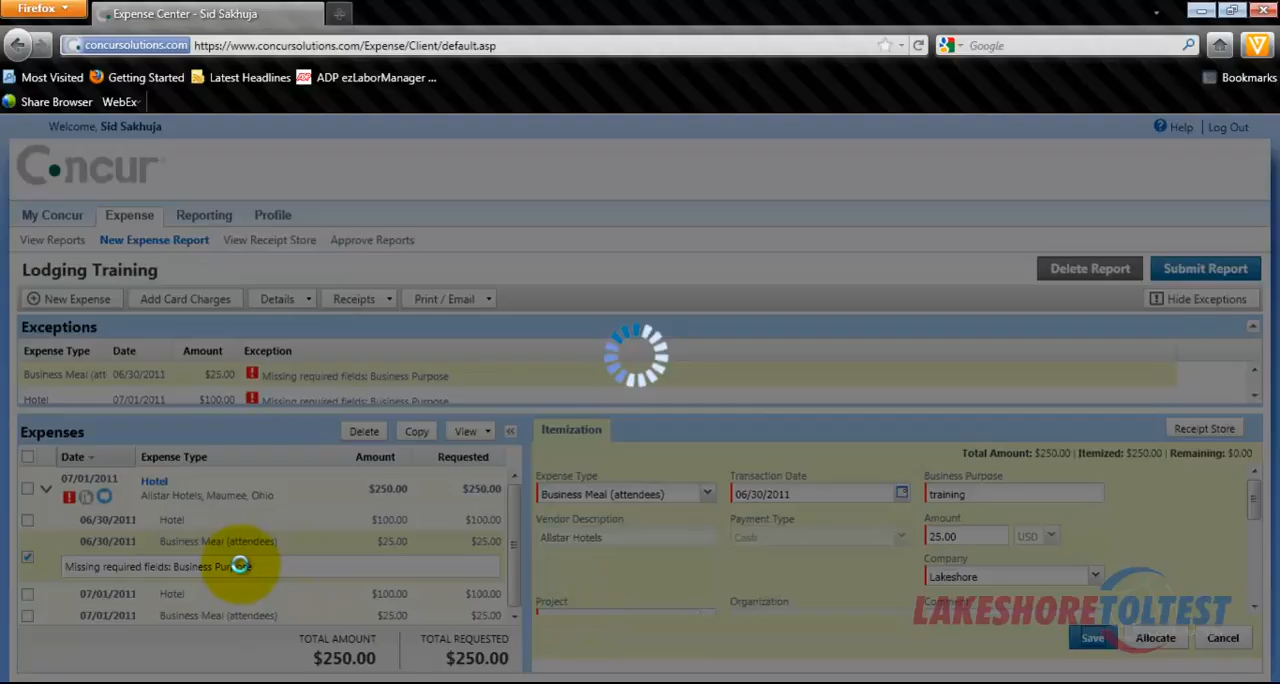 Firefox
Expense Center - Sid Sakhuja
concursolutions.com https://www.concursolutions.com/Expense/Client/default.asp
Google
Most Visited Getting Started Latest Headlines ADP ezLaborManager ...
Bookmarks
Share Browser WebEx
Welcome, Sid Sakhuja
Help | Log Out
Concur
My Concur Expense Reporting Profile
View Reports New Expense Report View Receipt Store Approve Reports
Lodging Training
Delete Report Submit Report
New Expense Add Card Charges Details Receipts Print / Email
Hide Exceptions
Exceptions
Expense Type Date Amount Exception
Business Meal (att 06/30/2011 $25.00 Missing required fields: Business Purpose
Hotel 07/01/2011 $100.00 Missing required fields: Business Purpose
Expenses Delete Copy View
Date Expense Type Amount Requested
07/01/2011 Hotel $250.00 $250.00
Allstar Hotels, Maumee, Ohio
06/30/2011 Hotel $100.00 $100.00
06/30/2011 Business Meal (attendees) $25.00 $25.00
Missing required fields: Business Purpose
07/01/2011 Hotel $100.00 $100.00
07/01/2011 Business Meal (attendees) $25.00 $25.00
TOTAL AMOUNT TOTAL REQUESTED
$250.00 $250.00
Itemization
Receipt Store
Total Amount: $250.00 | Itemized: $250.00 | Remaining: $0.00
Expense Type Transaction Date Business Purpose
Business Meal (attendees) 06/30/2011 training
Vendor Description Payment Type Amount
Allstar Hotels Cash 25.00 USD
Company
Lakeshore
Project Organization Comment
LAKESHORETOLTEST
Save Allocate Cancel